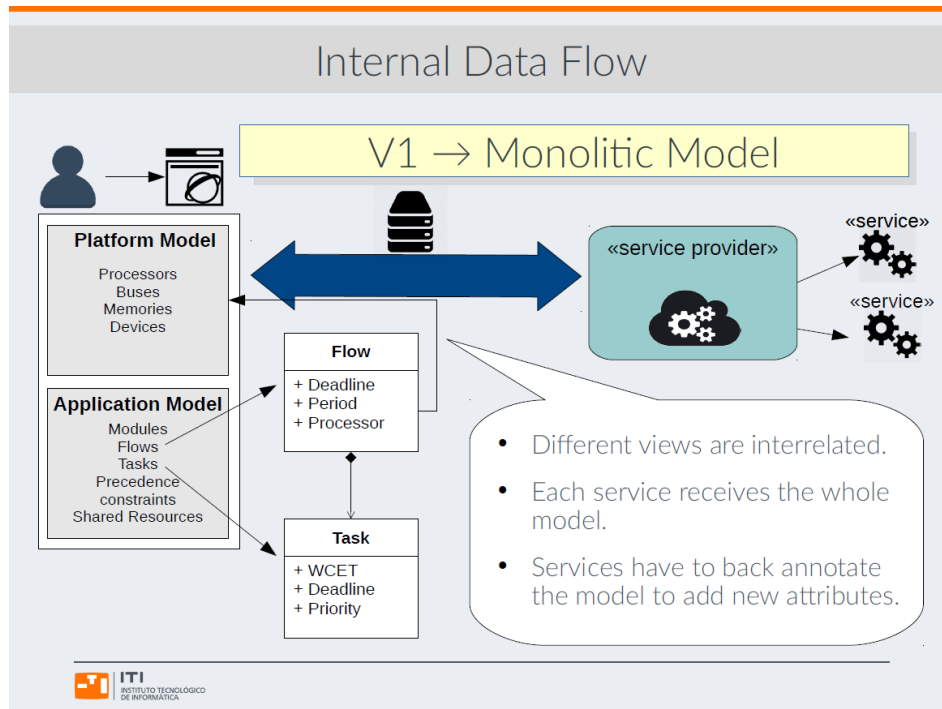 Internal Data Flow
V1 → Monolitic Model
Platform Model
Processors
Buses
Memories
Devices
Application Model
Modules
Flows
Tasks
Precedence
constraints
Shared Resources
«service provider»
«service»
«service»
Flow
+ Deadline
+ Period
+ Processor
Task
+ WCET
+ Deadline
+ Priority
• Different views are interrelated.
• Each service receives the whole
model.
• Services have to back annotate
the model to add new attributes.
ITI
INSTITUTO TECNOLÓGICO
DE INFORMÁTICA